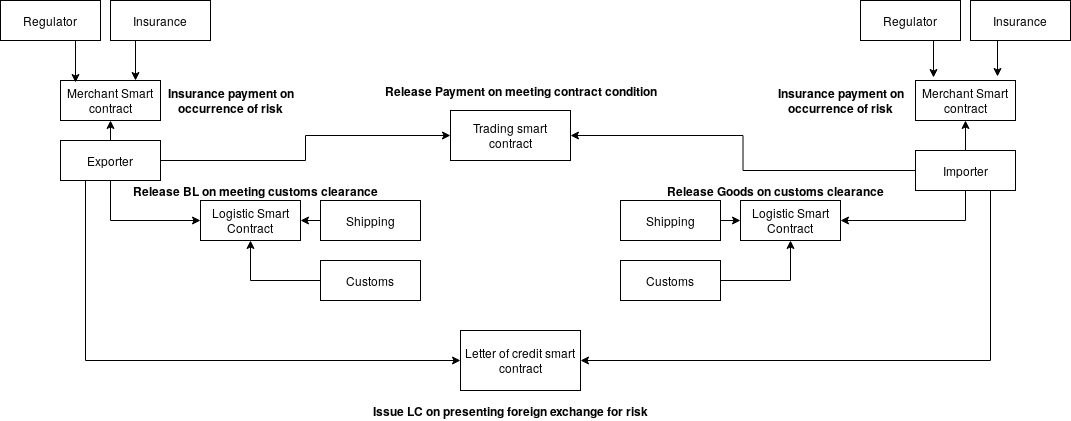 Regulator
Insurance
Regulator
Insurance
Merchant Smart
contract
Insurance payment on
occurrence of risk
Release Payment on meeting contract condition
Insurance payment on
occurrence of risk
Merchant Smart
contract
Trading smart
contract
Exporter
Importer
Release BL on meeting customs clearance
Release Goods on customs clearance
Logistic Smart
Contract
Shipping
Shipping
Logistic Smart
Contract
Customs
Customs
Letter of credit smart
contract
Issue LC on presenting foreign exchange for risk